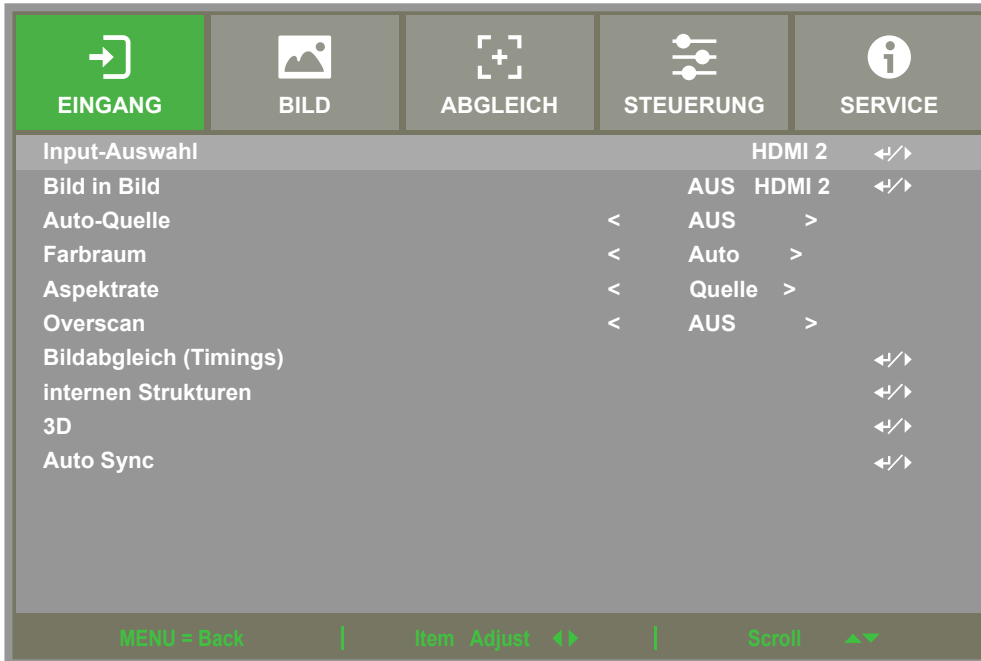 EINGANG BILD ABGLEICH STEUERUNG SERVICE
Input-Auswahl HDMI 2
Bild in Bild AUS HDMI 2
Auto-Quelle < AUS >
Farbraum < Auto >
Aspektrate < Quelle >
Overscan < AUS >
Bildabgleich (Timings)
internen Strukturen
3D
Auto Sync
MENU = Back | Item Adjust | Scroll